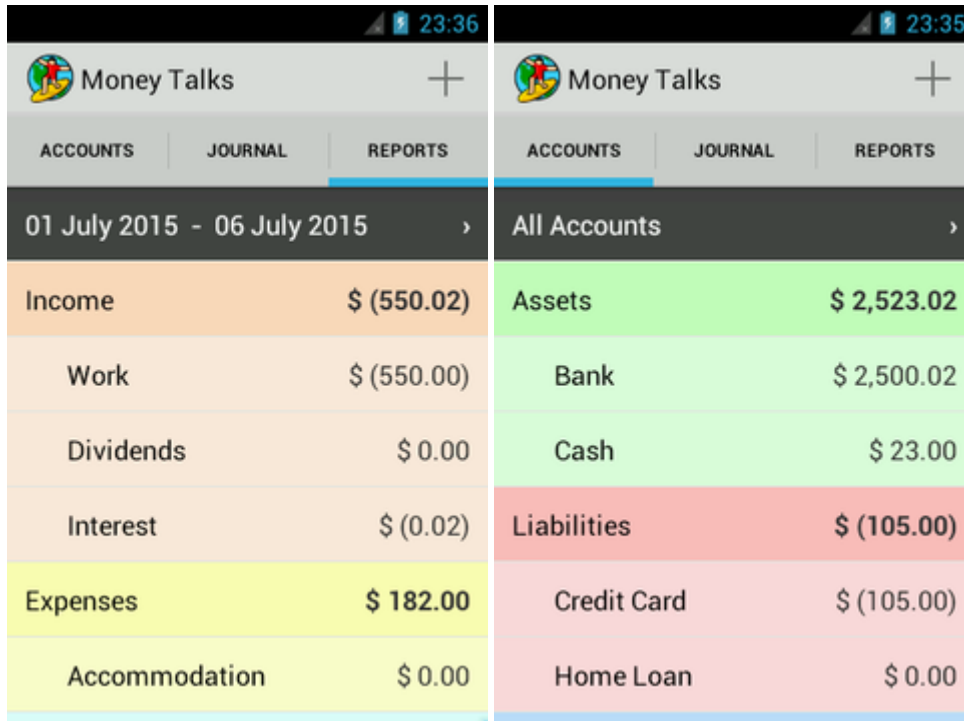 23:36
Money Talks
ACCOUNTS JOURNAL REPORTS
01 July 2015 - 06 July 2015 ›
Income $ (550.02)
Work $ (550.00)
Dividends $ 0.00
Interest $ (0.02)
Expenses $ 182.00
Accommodation $ 0.00
23:35
Money Talks
ACCOUNTS JOURNAL REPORTS
All Accounts ›
Assets $ 2,523.02
Bank $ 2,500.02
Cash $ 23.00
Liabilities $ (105.00)
Credit Card $ (105.00)
Home Loan $ 0.00